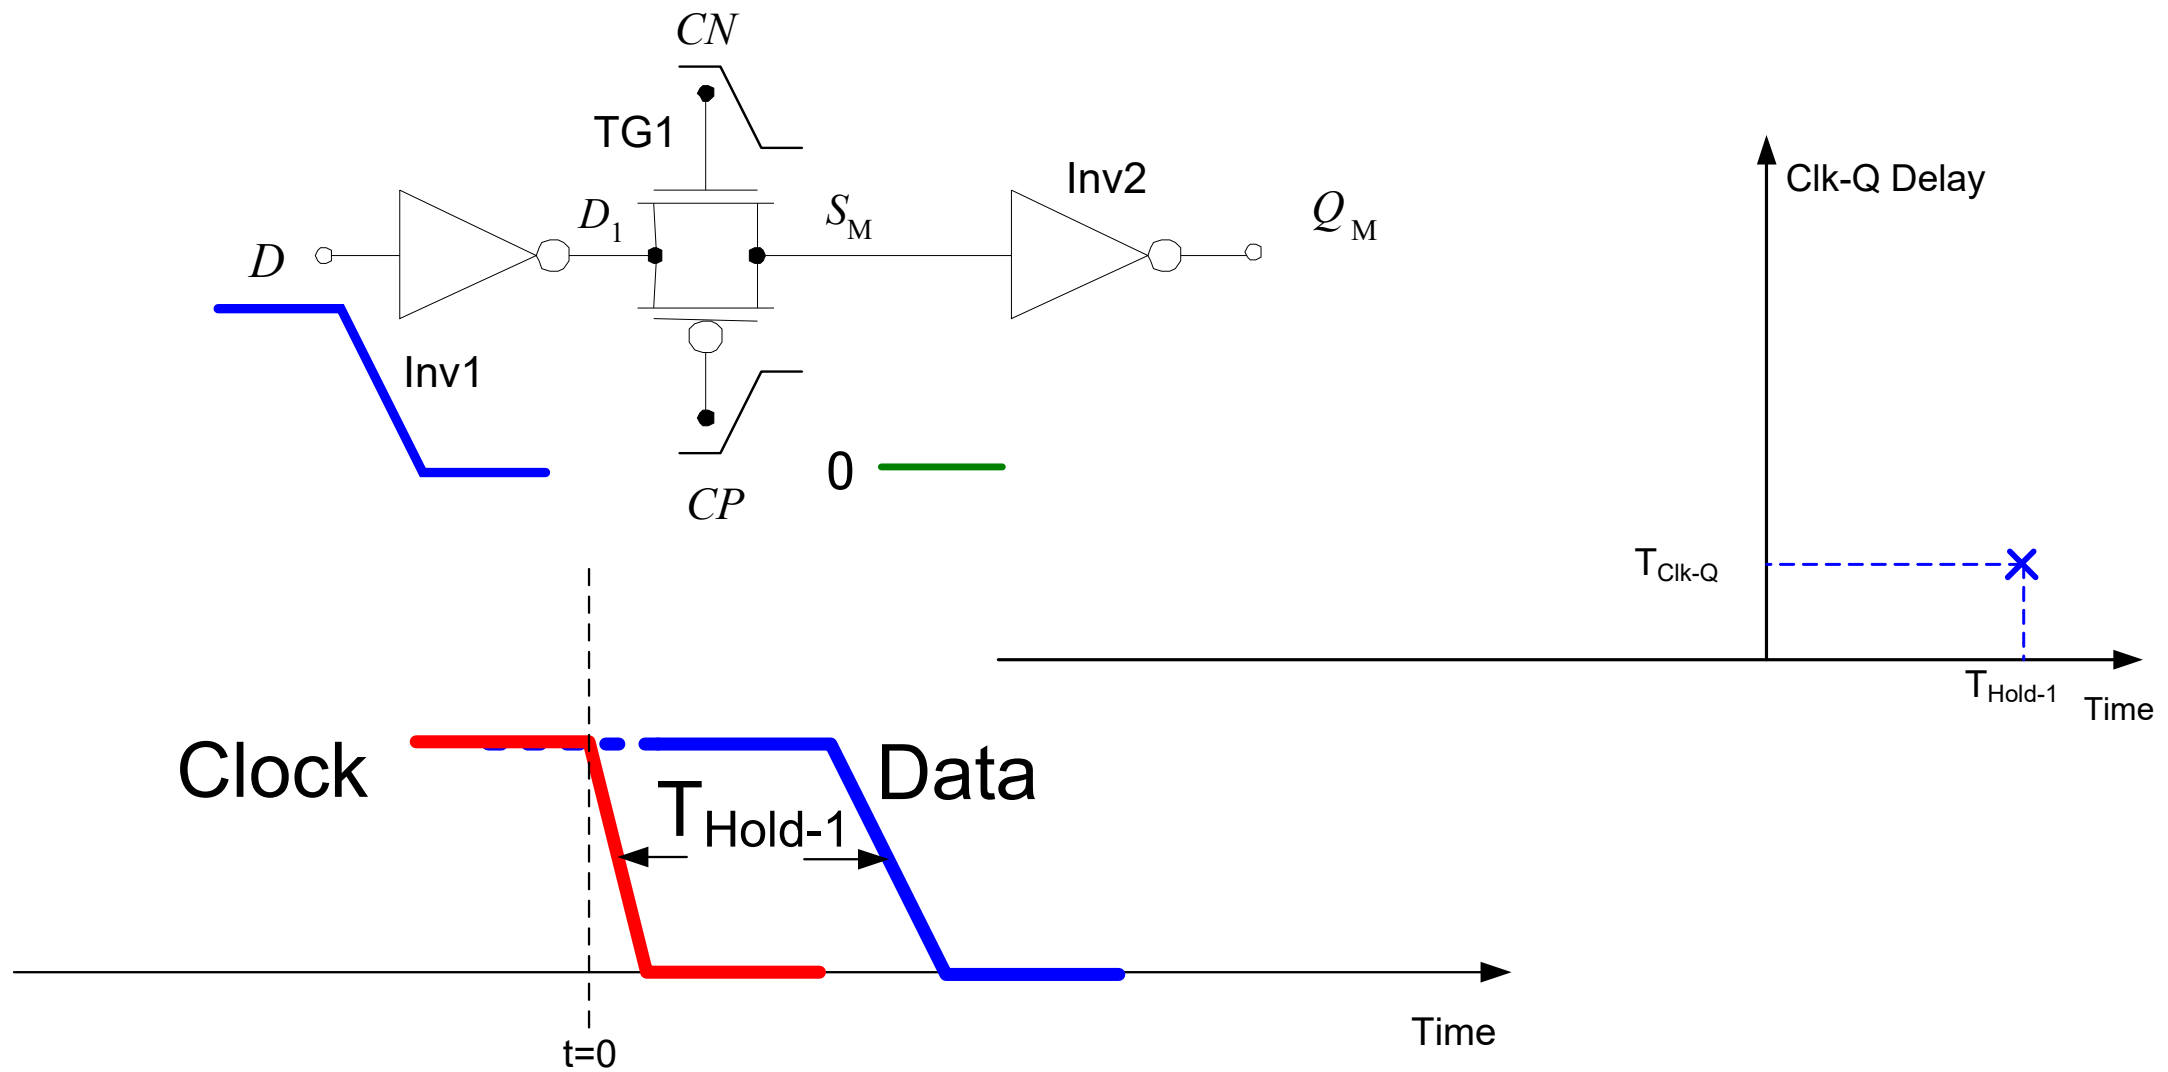 CN
TG1
Inv2
Clk-Q Delay
D
D1
SM
QM
Inv1
0
CP
TClk-Q
THold-1
Time
Clock
THold-1
Data
Time
t=0